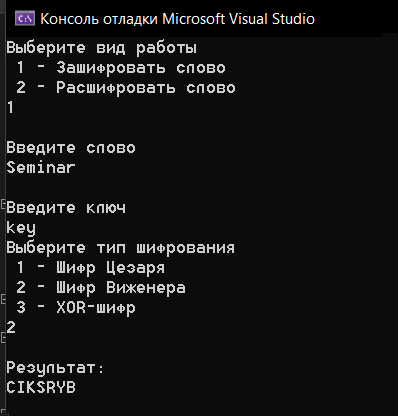 Консоль отладки Microsoft Visual Studio
Выберите вид работы
1 - Зашифровать слово
2 - Расшифровать слово
1
Введите слово
Seminar
Введите ключ
key
Выберите тип шифрования
1 - Шифр Цезаря
2 - Шифр Виженера
3 - XOR-шифр
2
Результат:
CIKSRYB